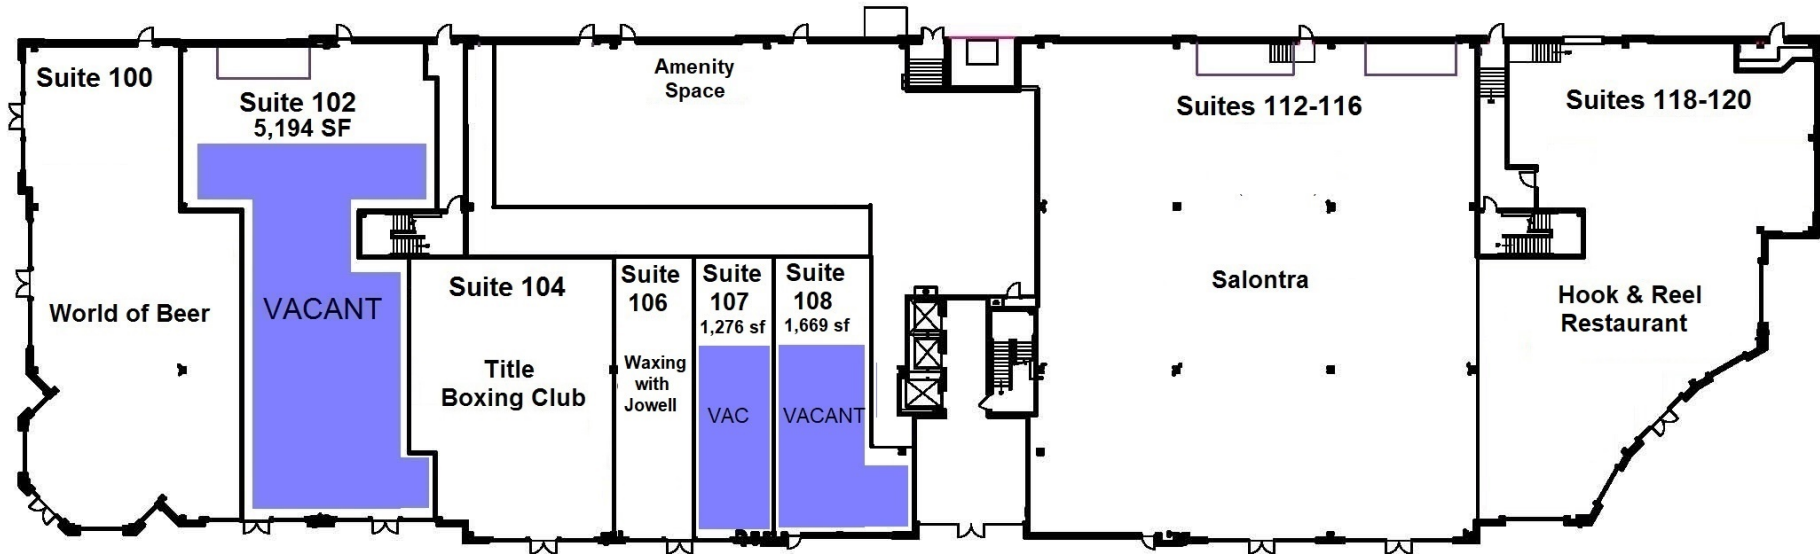 Suite 100
World of Beer
Suite 102
5,194 SF
VACANT
Suite 104
Title
Boxing Club
Suite
106
Waxing
with
Jowell
Suite
107
1,276 sf
VAC
Suite
108
1,669 sf
VACANT
Amenity
Space
Suites 112-116
Salontra
Suites 118-120
Hook & Reel
Restaurant